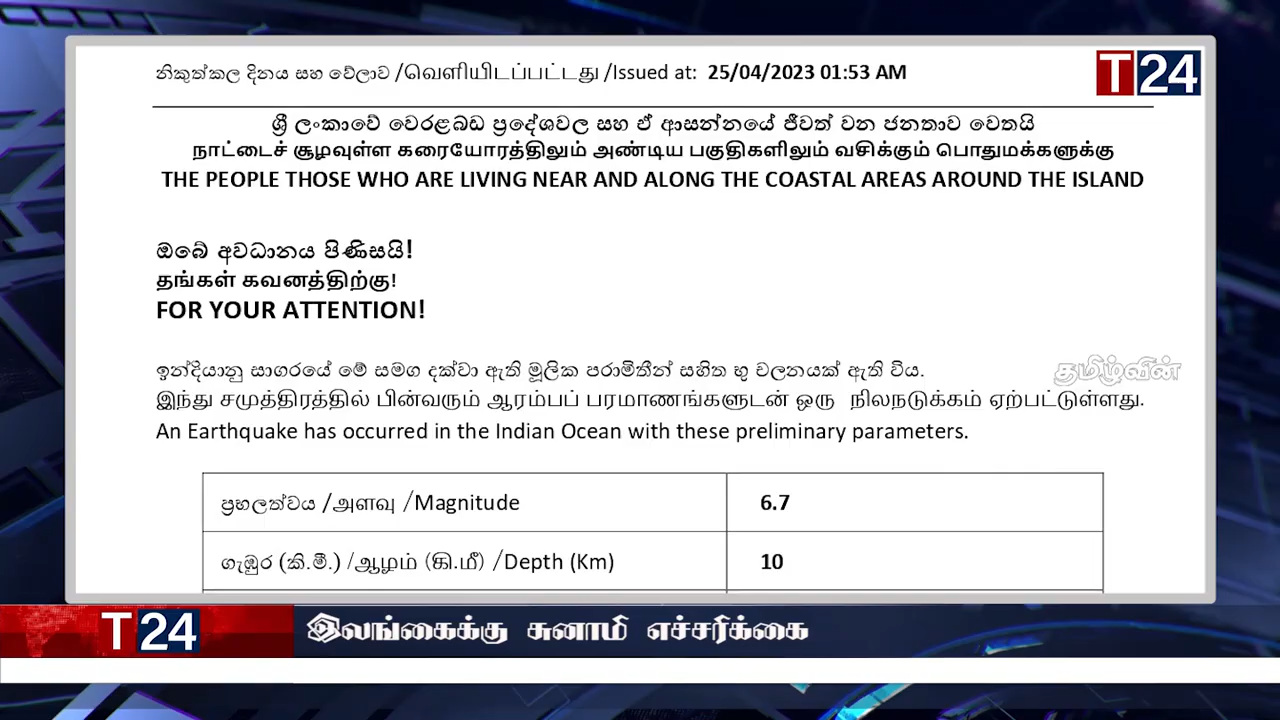 නිකුත්කල දිනය සහ වේලාව /வெளியிடப்பட்டது /Issued at: 25/04/2023 01:53 AM
T24
ශ්‍රී ලංකාවේ වෙරළබඩ ප්‍රදේශවල සහ ඒ ආසන්නයේ ජීවත් වන ජනතාව වෙතයි
நாட்டைச் சூழவுள்ள கரையோரத்திலும் அண்டிய பகுதிகளிலும் வசிக்கும் பொதுமக்களுக்கு
THE PEOPLE THOSE WHO ARE LIVING NEAR AND ALONG THE COASTAL AREAS AROUND THE ISLAND
ඔබේ අවධානය පිණිසයි!
தங்கள் கவனத்திற்கு!
FOR YOUR ATTENTION!
ඉන්දියානු සාගරයේ මේ සමග දක්වා ඇති මූලික පරාමිතීන් සහිත භූ චලනයක් ඇති විය.
தமிழ்வின்
இந்து சமுத்திரத்தில் பின்வரும் ஆரம்பப் பரமாணங்களுடன் ஒரு நிலநடுக்கம் ஏற்பட்டுள்ளது.
An Earthquake has occurred in the Indian Ocean with these preliminary parameters.
ප්‍රභලත්වය /அளவு /Magnitude 6.7
ගැඹුර (කි.මී.) /ஆழம் (கி.மீ) /Depth (Km) 10
T24 இலங்கைக்கு சுனாமி எச்சரிக்கை